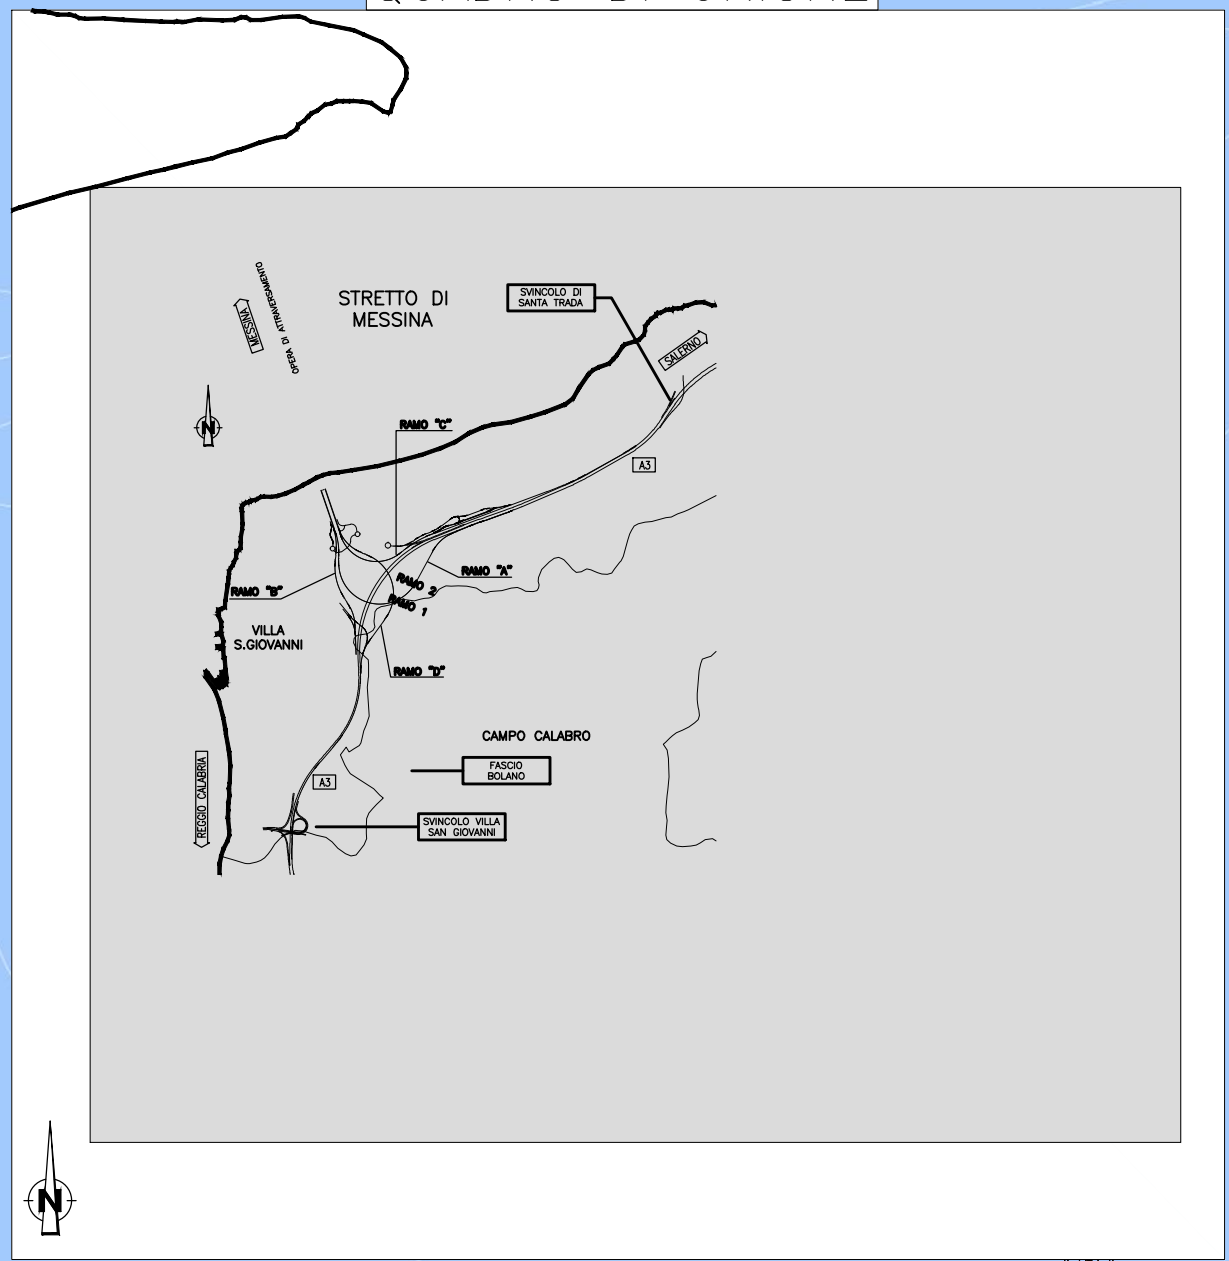 STRETTO DI
MESSINA
SVINCOLO DI
SANTA TRADA
MESSINA
OPERA DI ATTRAVERSAMENTO
SALERNO
N
RAMO "C"
A3
RAMO "A"
RAMO 2
RAMO "B"
RAMO 1
VILLA
S.GIOVANNI
RAMO "D"
CAMPO CALABRO
FASCIO
BOLANO
REGGIO CALABRIA
A3
SVINCOLO VILLA
SAN GIOVANNI
N